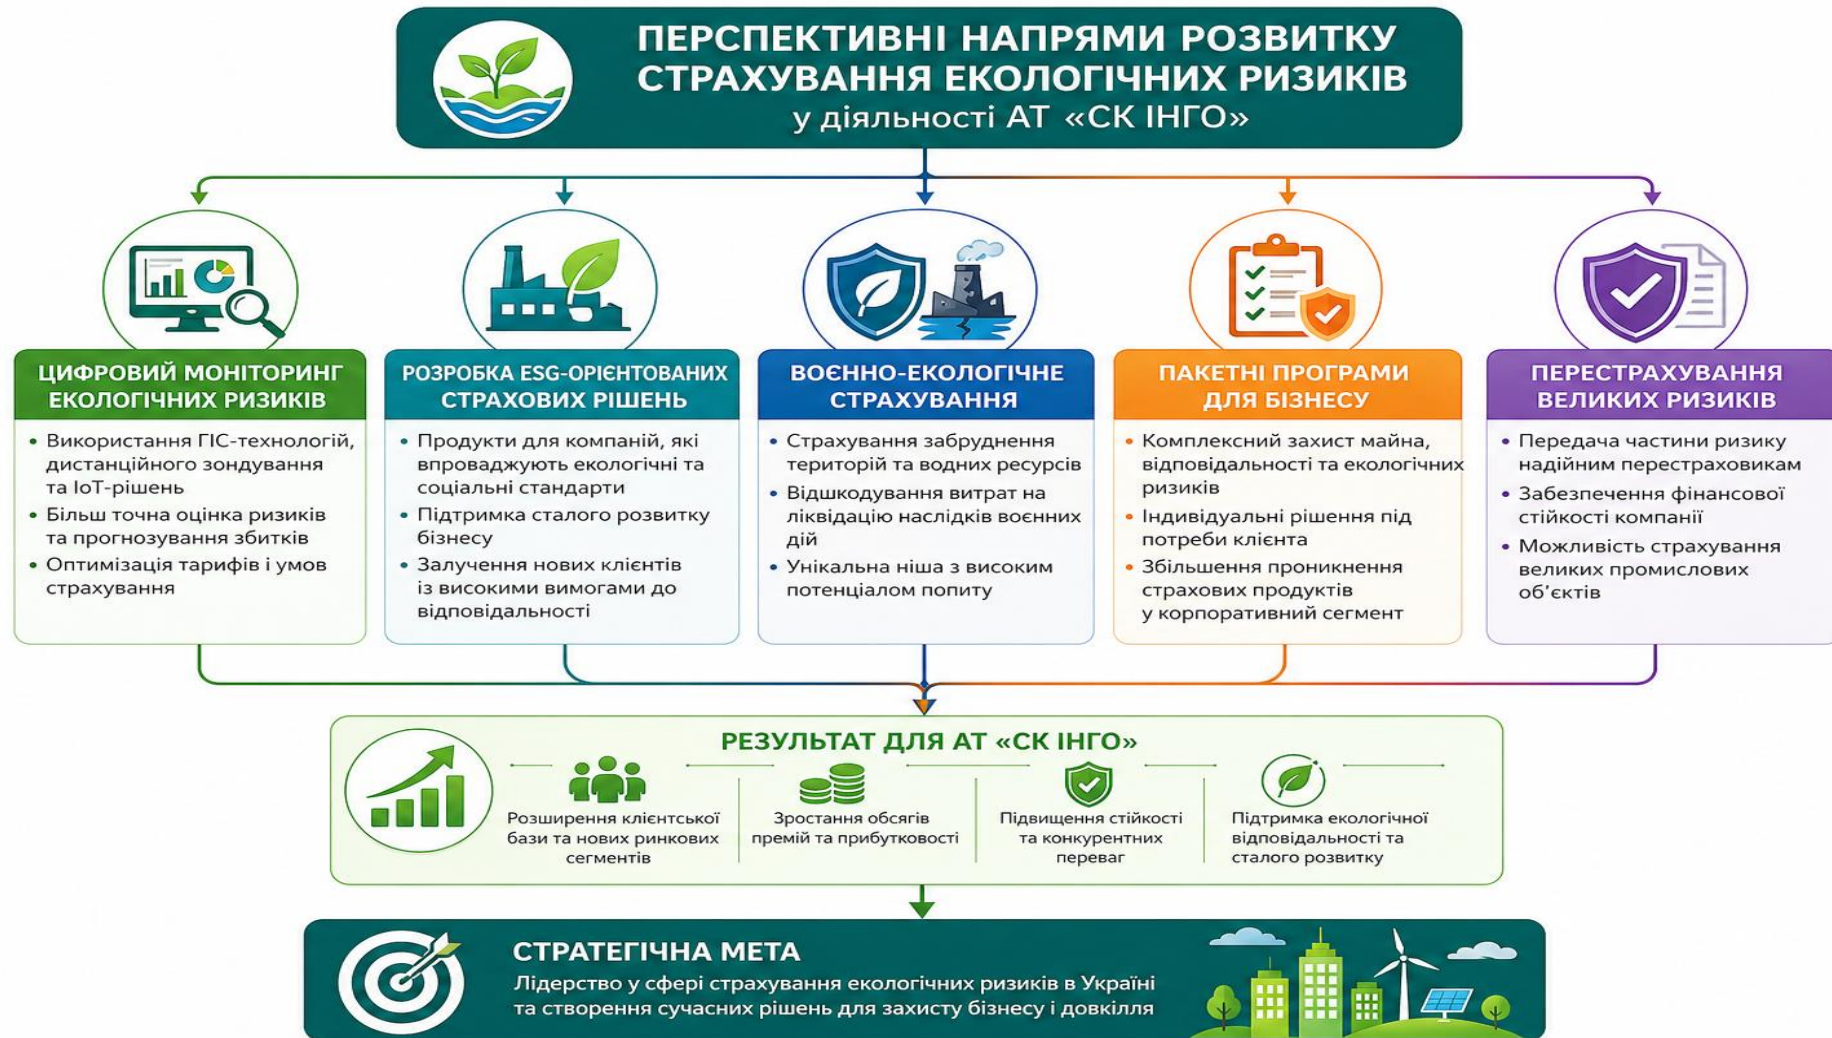 ПЕРСПЕКТИВНІ НАПРЯМИ РОЗВИТКУ
СТРАХУВАННЯ ЕКОЛОГІЧНИХ РИЗИКІВ
у діяльності АТ «СК ІНГО»
ЦИФРОВИЙ МОНІТОРИНГ
ЕКОЛОГІЧНИХ РИЗИКІВ
• Використання ГІС-технологій,
дистанційного зондування
та IoT-рішень
• Більш точна оцінка ризиків
та прогнозування збитків
• Оптимізація тарифів і умов
страхування
РОЗРОБКА ESG-ОРІЄНТОВАНИХ
СТРАХОВИХ РІШЕНЬ
• Продукти для компаній, які
впроваджують екологічні та
соціальні стандарти
• Підтримка сталого розвитку
бізнесу
• Залучення нових клієнтів
із високими вимогами до
відповідальності
ВОЄННО-ЕКОЛОГІЧНЕ
СТРАХУВАННЯ
• Страхування забруднення
територій та водних ресурсів
• Відшкодування витрат на
ліквідацію наслідків воєнних
дій
• Унікальна ніша з високим
потенціалом попиту
ПАКЕТНІ ПРОГРАМИ
ДЛЯ БІЗНЕСУ
• Комплексний захист майна,
відповідальності та екологічних
ризиків
• Індивідуальні рішення під
потреби клієнта
• Збільшення проникнення
страхових продуктів
у корпоративний сегмент
ПЕРЕСТРАХУВАННЯ
ВЕЛИКИХ РИЗИКІВ
• Передача частини ризику
надійним перестраховикам
• Забезпечення фінансової
стійкості компанії
• Можливість страхування
великих промислових
об’єктів
РЕЗУЛЬТАТ ДЛЯ АТ «СК ІНГО»
Розширення клієнтської
бази та нових ринкових
сегментів
Зростання обсягів
премій та прибутковості
Підвищення стійкості
та конкурентних
переваг
Підтримка екологічної
відповідальності та
сталого розвитку
СТРАТЕГІЧНА МЕТА
Лідерство у сфері страхування екологічних ризиків в Україні
та створення сучасних рішень для захисту бізнесу і довкілля